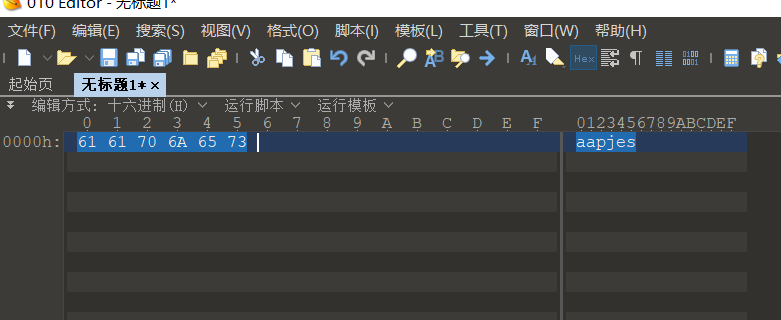 010 Editor - 无标题1*
文件(F) 编辑(E) 搜索(S) 视图(V) 格式(O) 脚本(I) 模板(L) 工具(T) 窗口(W) 帮助(H)
Hex
起始页 无标题1* ×
编辑方式: 十六进制(H) 运行脚本 运行模板
0 1 2 3 4 5 6 7 8 9 A B C D E F 0123456789ABCDEF
0000h: 61 61 70 6A 65 73 aapjes